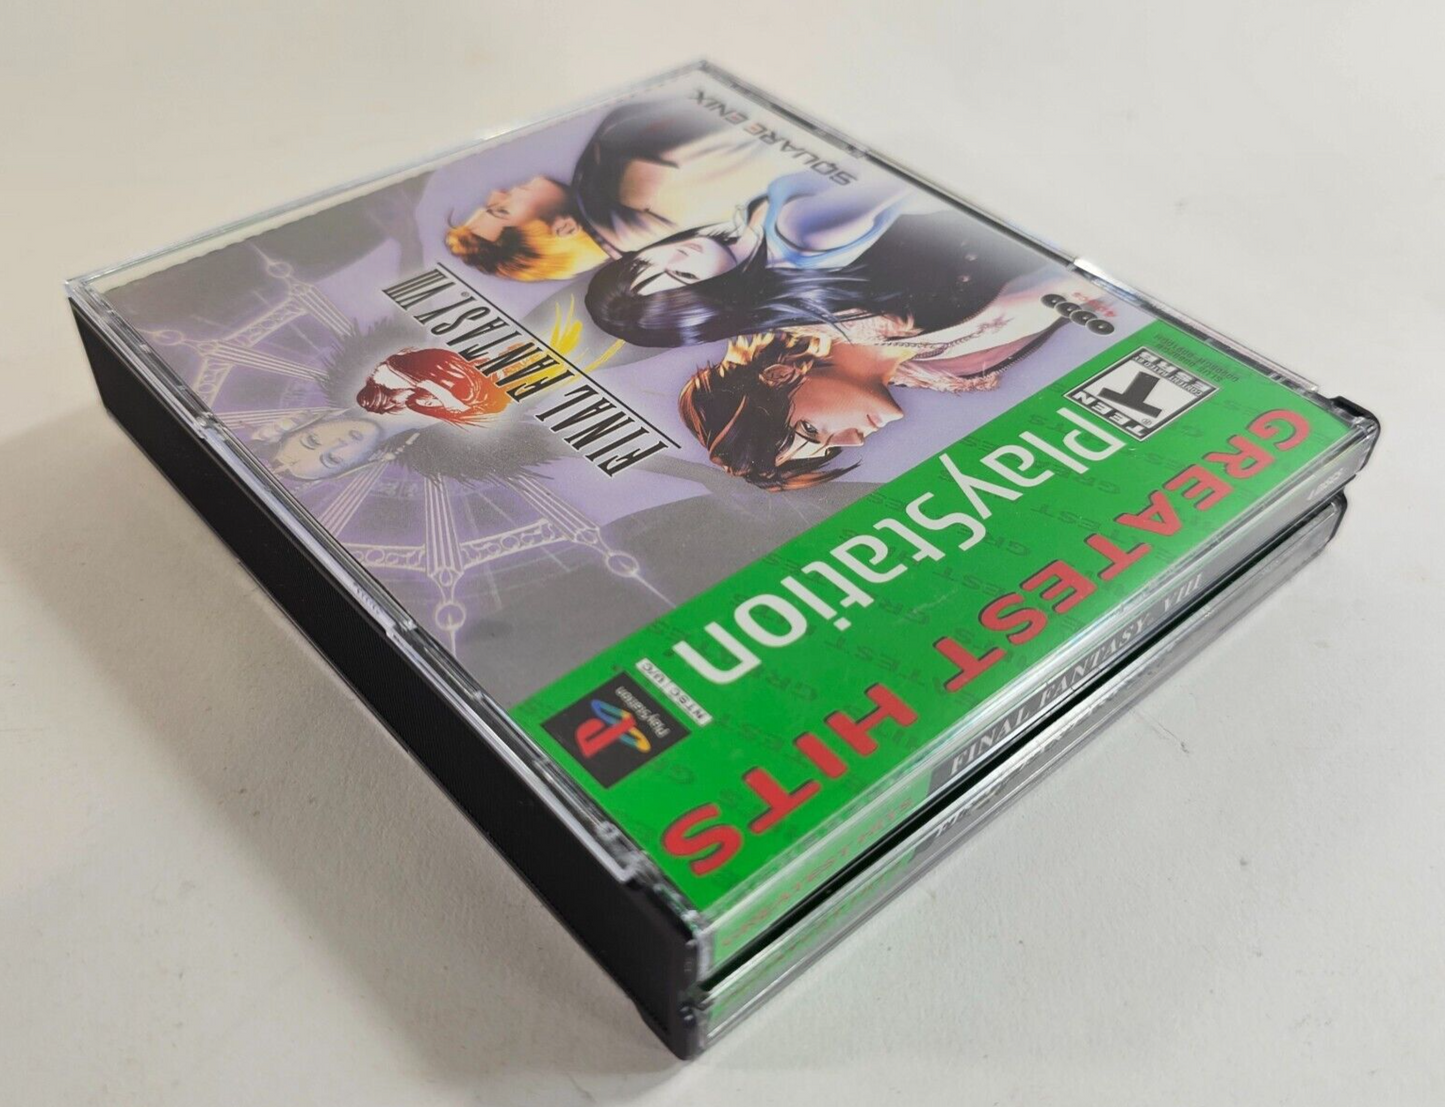 GREATEST HITS
PlayStation
NTSC U/C
PlayStation
TEEN
T
FINAL FANTASY. VIII
SQUARE ENIX
FINAL FANTASY. VIII